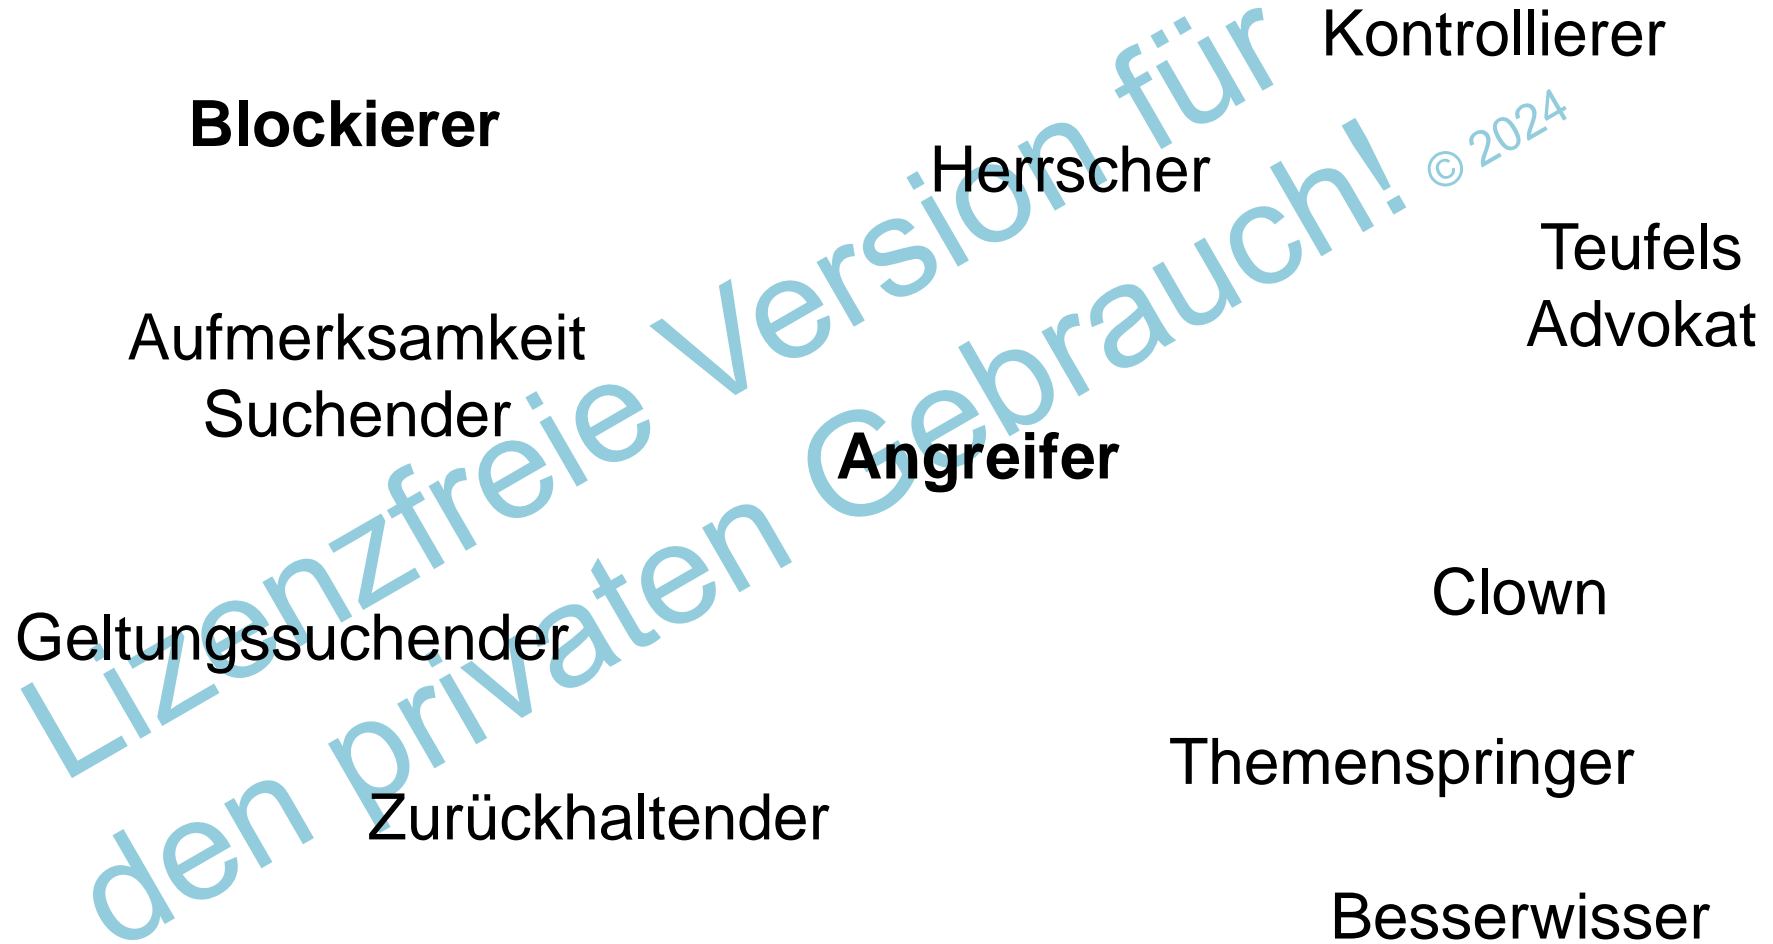 Kontrollierer
Blockierer
Herrscher
Teufels
Advokat
Aufmerksamkeit
Suchender
Angreifer
Clown
Geltungssuchender
Themenspringer
Zurückhaltender
Besserwisser
Lizenzfreie Version für
den privaten Gebrauch! © 2024